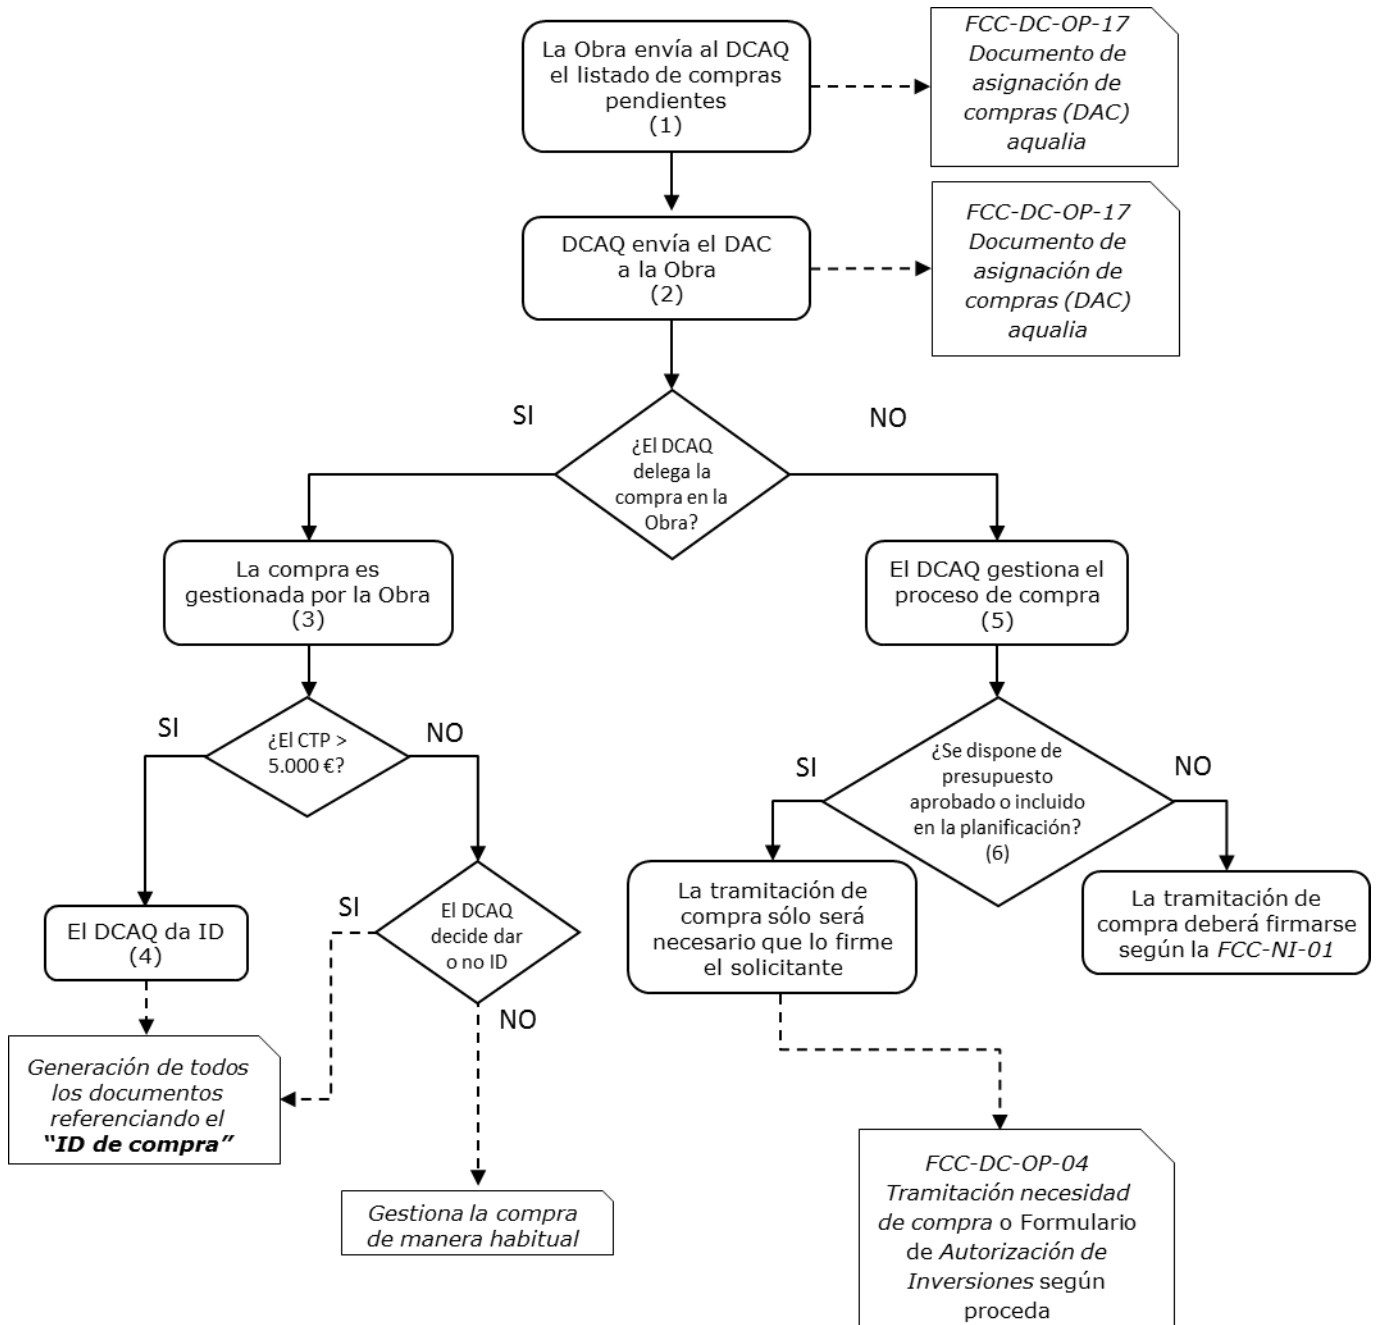 La Obra envía al DCAQ
el listado de compras
pendientes
(1)
FCC-DC-OP-17
Documento de
asignación de
compras (DAC)
aqualia
DCAQ envía el DAC
a la Obra
(2)
FCC-DC-OP-17
Documento de
asignación de
compras (DAC)
aqualia
SI
NO
¿El DCAQ
delega la
compra en la
Obra?
La compra es
gestionada por la Obra
(3)
El DCAQ gestiona el
proceso de compra
(5)
SI
NO
¿El CTP >
5.000 €?
SI
NO
¿Se dispone de
presupuesto
aprobado o incluido
en la planificación?
(6)
El DCAQ da ID
(4)
SI
El DCAQ
decide dar
o no ID
NO
La tramitación de
compra sólo será
necesario que lo firme
el solicitante
La tramitación de
compra deberá firmarse
según la FCC-NI-01
Generación de todos
los documentos
referenciando el
“ID de compra”
Gestiona la compra
de manera habitual
FCC-DC-OP-04
Tramitación necesidad
de compra o Formulario
de Autorización de
Inversiones según
proceda